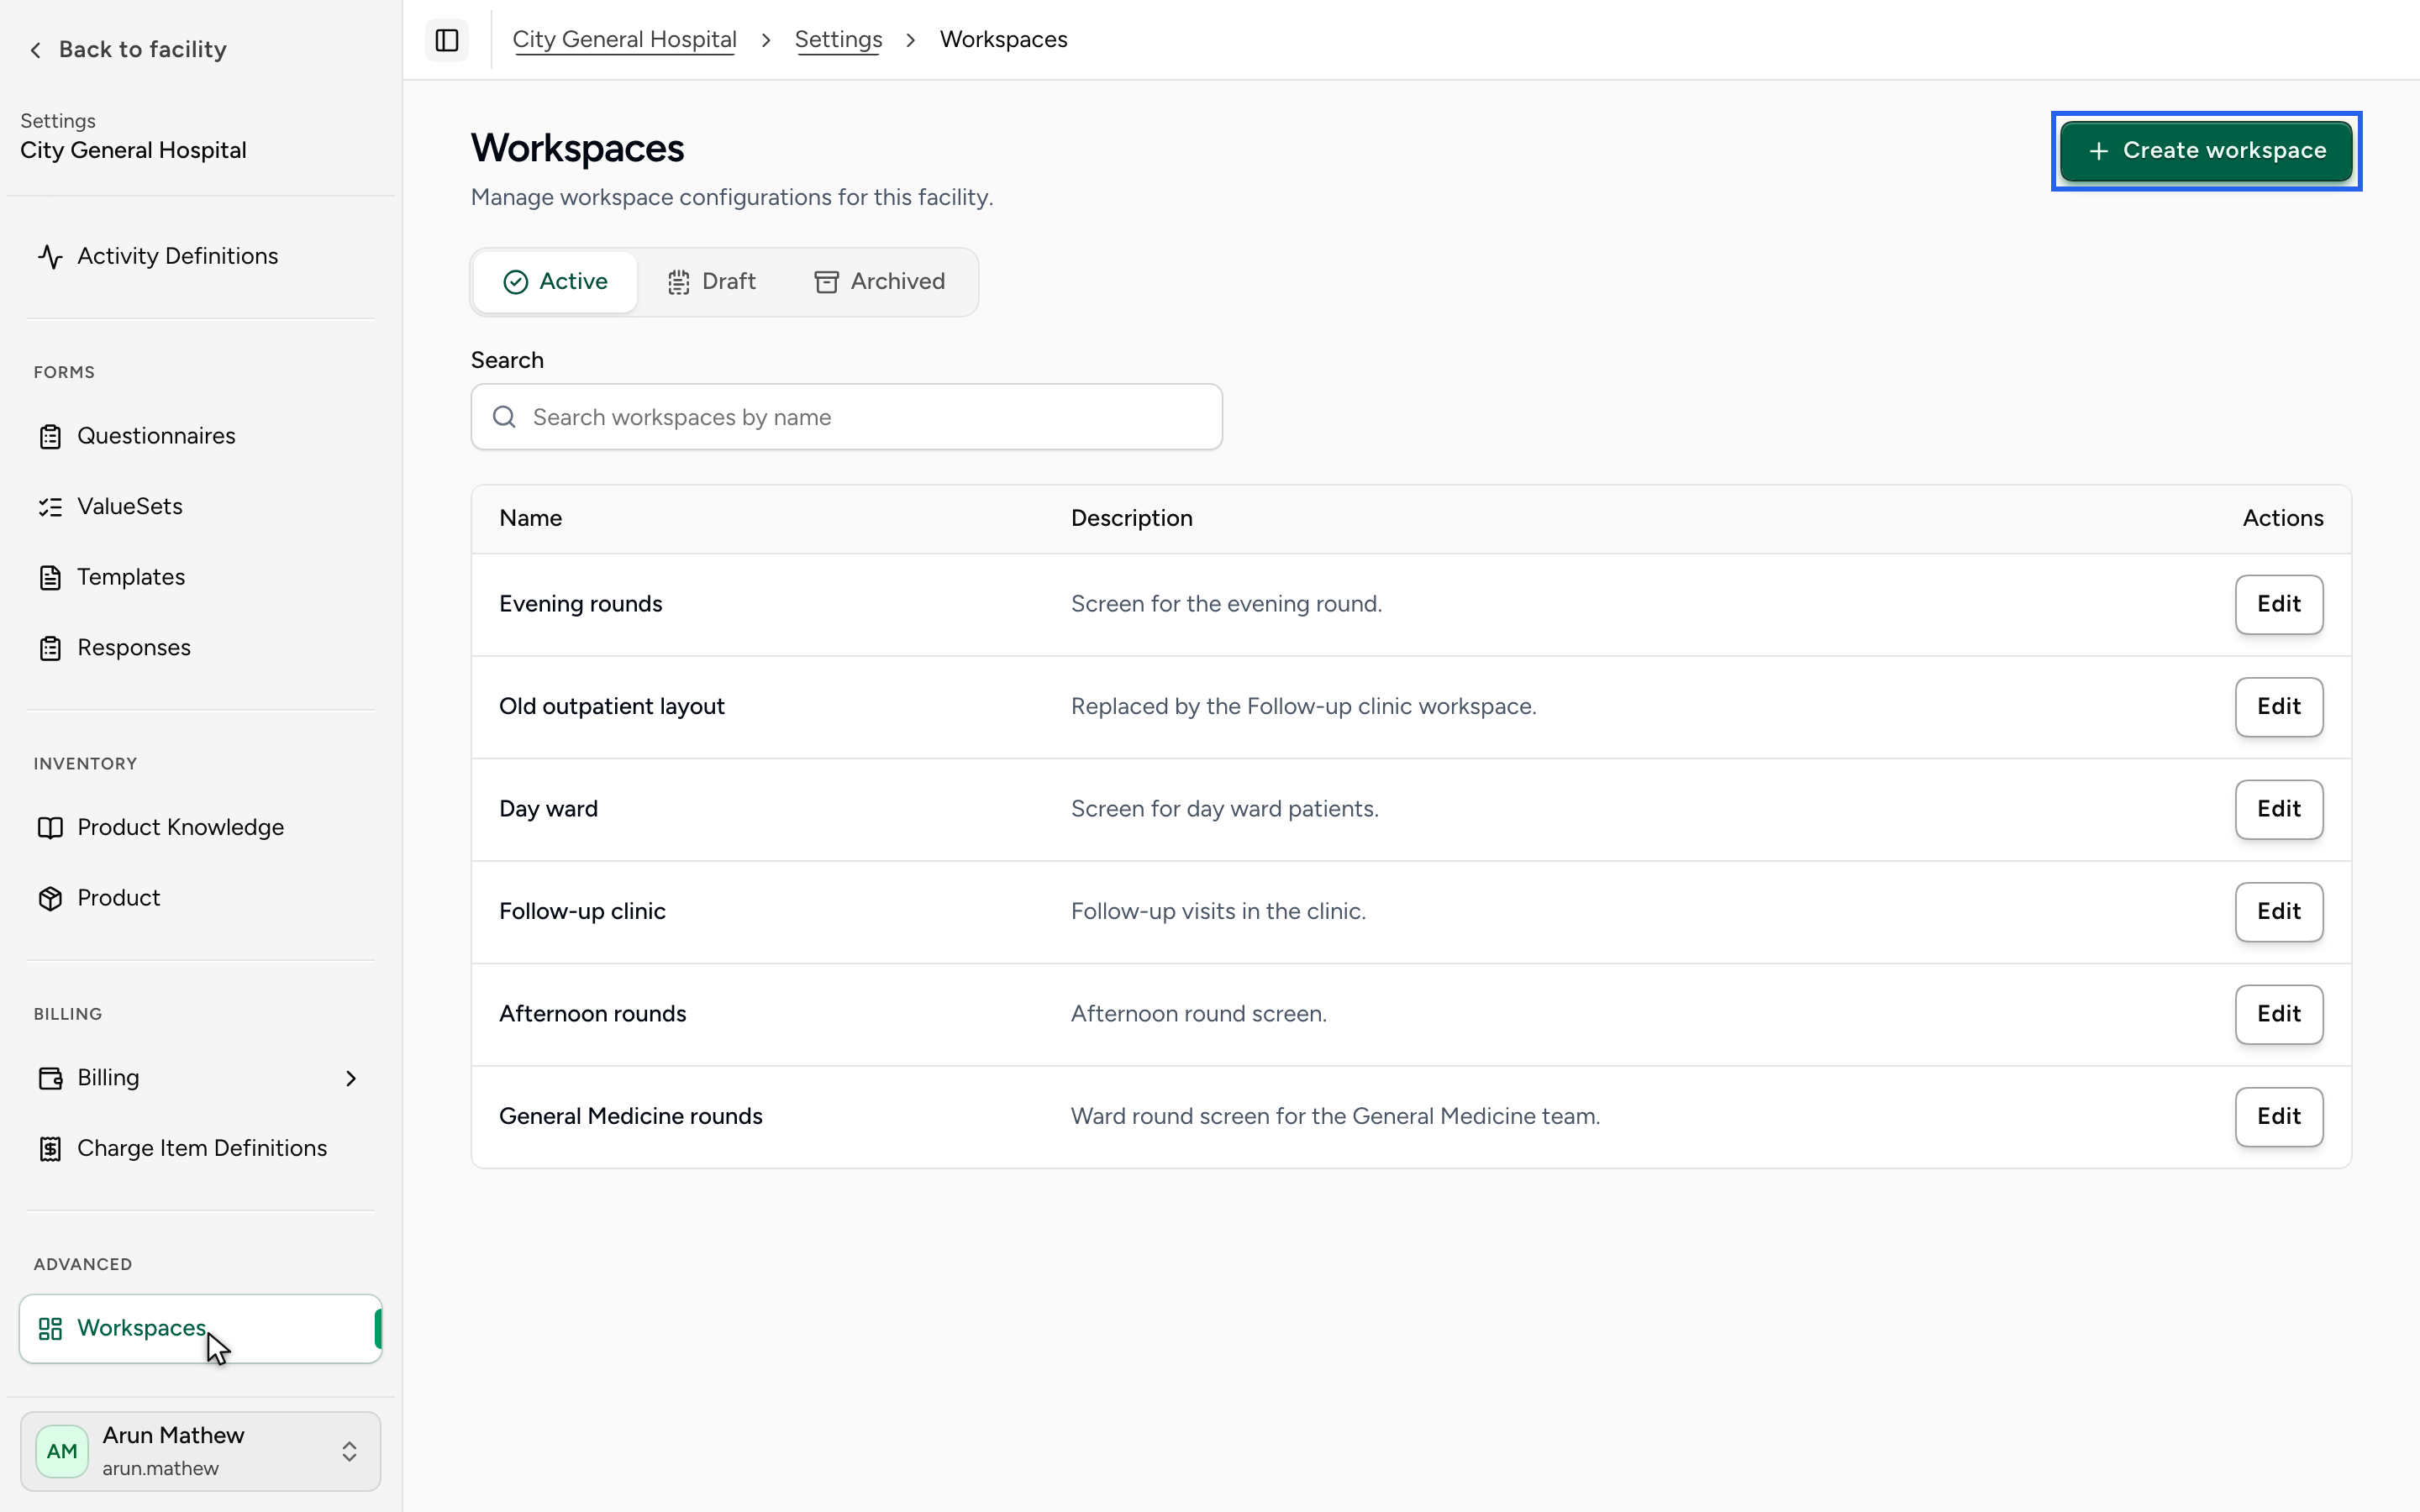 Back to facility
Settings
City General Hospital
Activity Definitions
FORMS
Questionnaires
ValueSets
Templates
Responses
INVENTORY
Product Knowledge
Product
BILLING
Billing
Charge Item Definitions
ADVANCED
Workspaces
AM
Arun Mathew
arun.mathew
City General Hospital > Settings > Workspaces
Workspaces
Manage workspace configurations for this facility.
+ Create workspace
Active Draft Archived
Search
Search workspaces by name
Name Description Actions
Evening rounds Screen for the evening round. Edit
Old outpatient layout Replaced by the Follow-up clinic workspace. Edit
Day ward Screen for day ward patients. Edit
Follow-up clinic Follow-up visits in the clinic. Edit
Afternoon rounds Afternoon round screen. Edit
General Medicine rounds Ward round screen for the General Medicine team. Edit